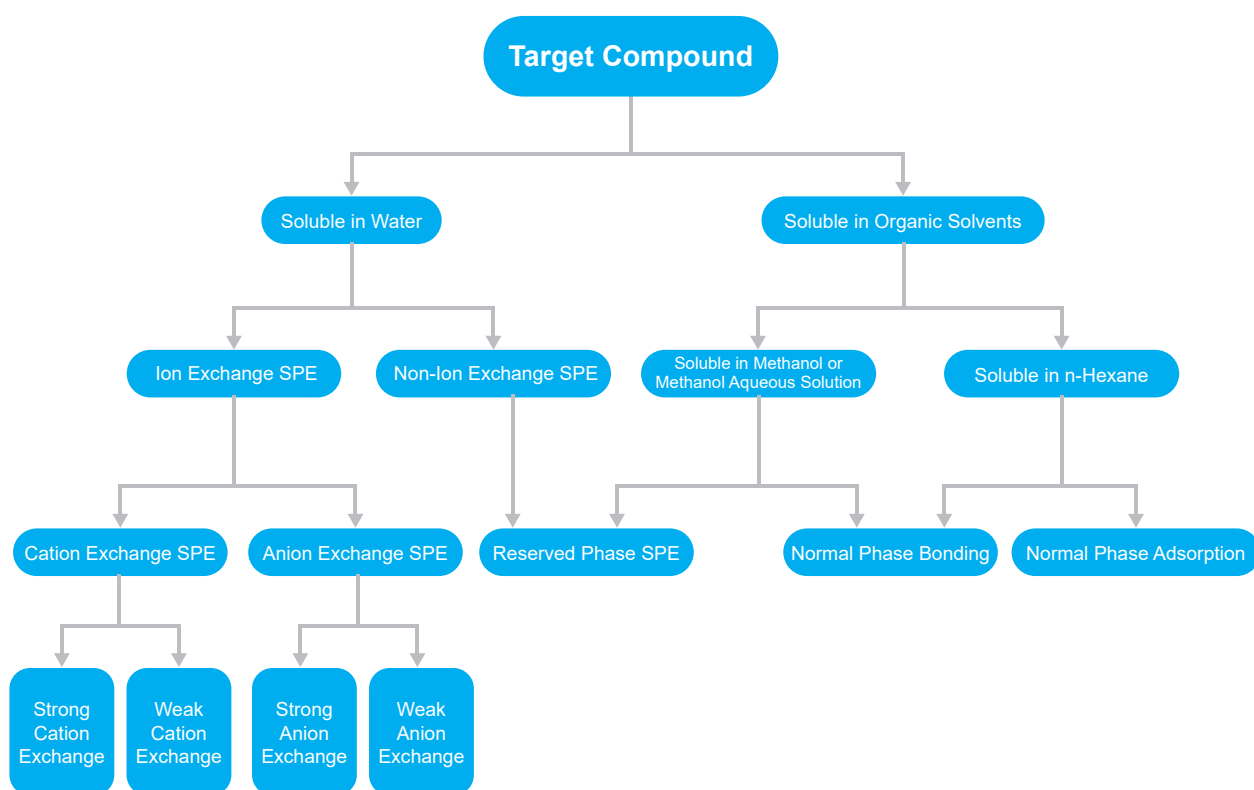 Target Compound
Soluble in Water
Soluble in Organic Solvents
Ion Exchange SPE
Non-Ion Exchange SPE
Soluble in Methanol or
Methanol Aqueous Solution
Soluble in n-Hexane
Cation Exchange SPE
Anion Exchange SPE
Reserved Phase SPE
Normal Phase Bonding
Normal Phase Adsorption
Strong
Cation
Exchange
Weak
Cation
Exchange
Strong
Anion
Exchange
Weak
Anion
Exchange